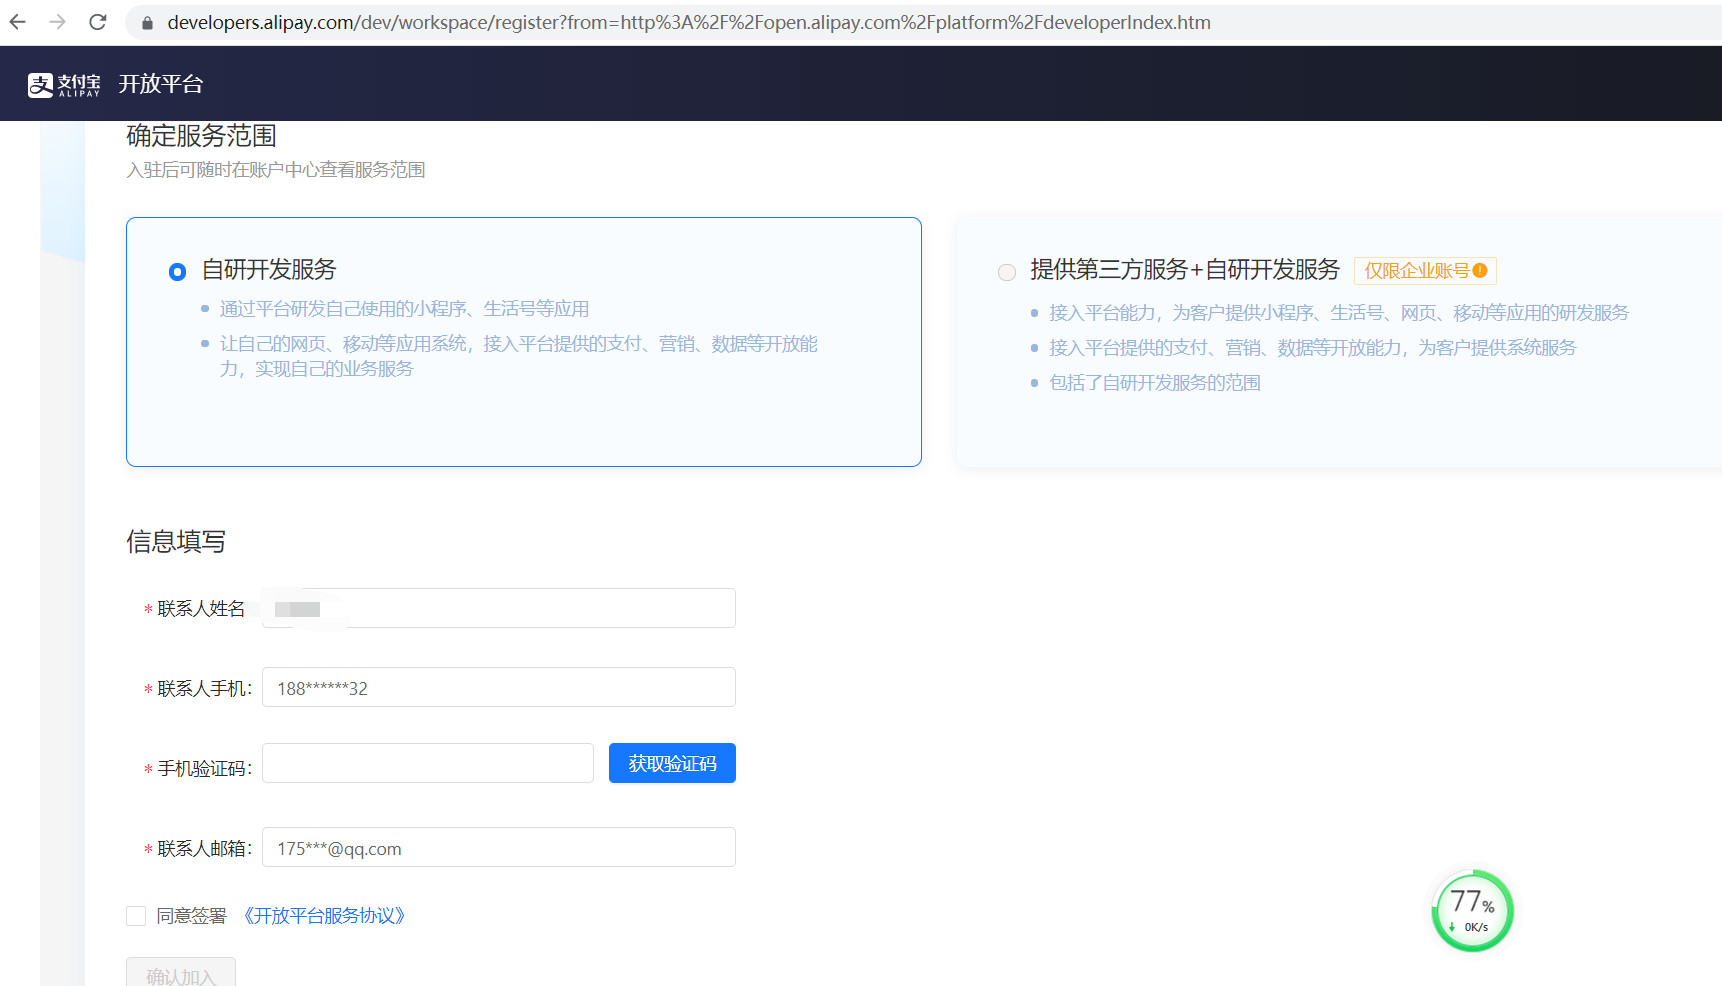 developers.alipay.com/dev/workspace/register?from=http%3A%2F%2Fopen.alipay.com%2Fplatform%2FdeveloperIndex.htm
支 支付宝 ALIPAY 开放平台
确定服务范围
入驻后可随时在账户中心查看服务范围
自研开发服务
通过平台研发自己使用的小程序、生活号等应用
让自己的网页、移动等应用系统，接入平台提供的支付、营销、数据等开放能
力，实现自己的业务服务
提供第三方服务+自研开发服务 仅限企业账号
接入平台能力，为客户提供小程序、生活号、网页、移动等应用的研发服务
接入平台提供的支付、营销、数据等开放能力，为客户提供系统服务
包括了自研开发服务的范围
信息填写
* 联系人姓名
* 联系人手机： 188******32
* 手机验证码： 获取验证码
* 联系人邮箱： 175***@qq.com
同意签署 《开放平台服务协议》
确认加入
77%
0K/s